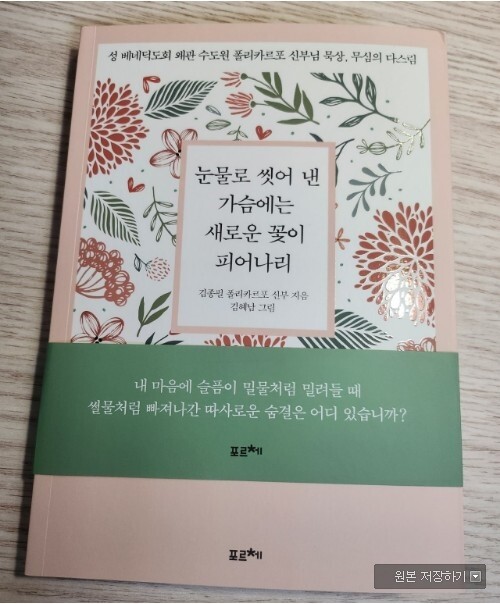 성 베네딕도회 왜관 수도원 폴리카르포 신부님 묵상, 무심의 다스림
눈물로 씻어 낸
가슴에는
새로운 꽃이
피어나리
김종필 폴리카르포 신부 지음
김혜남 그림
내 마음에 슬픔이 밀물처럼 밀려들 때
썰물처럼 빠져나간 따사로운 숨결은 어디 있습니까?
포르체
포르체
원본 저장하기